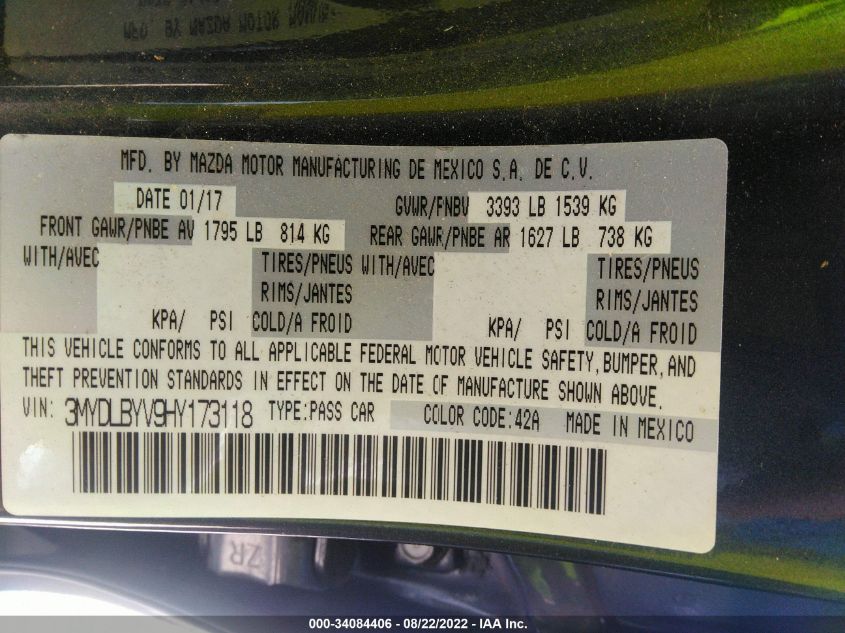 MFD. BY MAZDA MOTOR MANUFACTURING DE MEXICO S.A. DE C.V.
DATE 01/17 GVWR/PNBV 3393 LB 1539 KG
FRONT GAWR/PNBE AV 1795 LB 814 KG REAR GAWR/PNBE AR 1627 LB 738 KG
WITH/AVEC TIRES/PNEUS WITH/AVEC TIRES/PNEUS
RIMS/JANTES RIMS/JANTES
KPA/ PSI COLD/A FROID KPA/ PSI COLD/A FROID
THIS VEHICLE CONFORMS TO ALL APPLICABLE FEDERAL MOTOR VEHICLE SAFETY, BUMPER, AND
THEFT PREVENTION STANDARDS IN EFFECT ON THE DATE OF MANUFACTURE SHOWN ABOVE.
VIN: 3MYDLBYV9HY173118 TYPE:PASS CAR COLOR CODE:42A MADE IN MEXICO
ZR
000-34084406 - 08/22/2022 - IAA Inc.